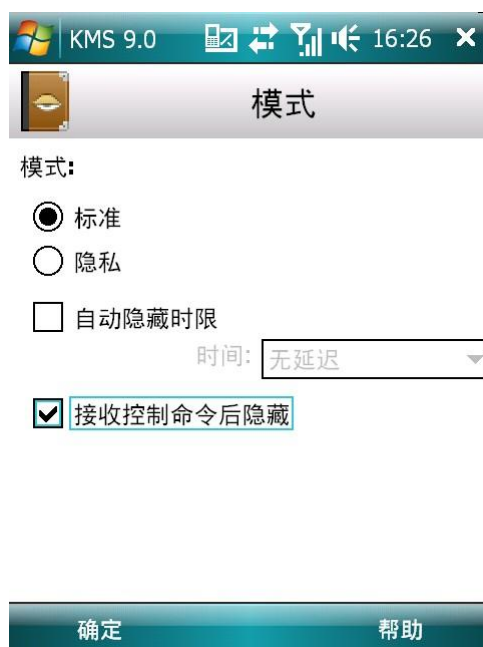 KMS 9.0 16:26
模式
模式:
标准
隐私
自动隐藏时限
时间: 无延迟
接收控制命令后隐藏
确定 帮助